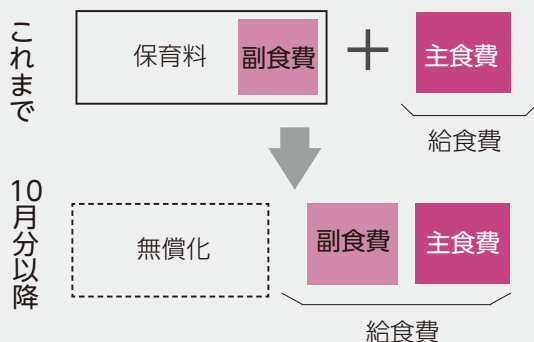 これまで
保育料 副食費 + 主食費
給食費
10月分以降
無償化 副食費 主食費
給食費